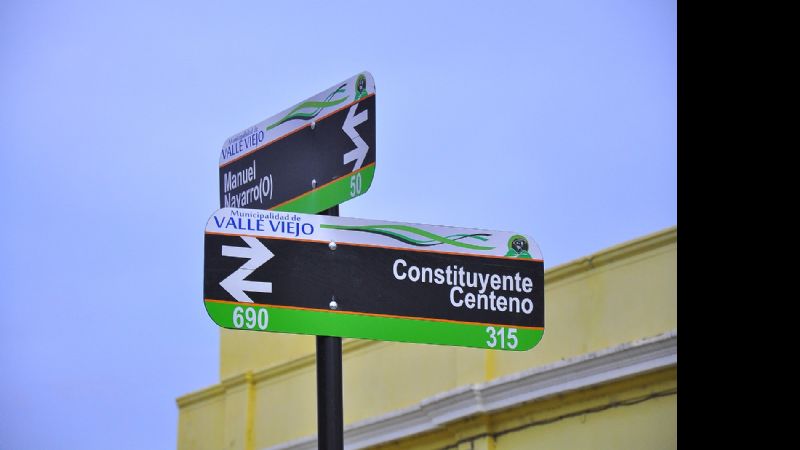 Municipalidad de
VALLE VIEJO
Manuel
Navarro(O)
50
Municipalidad de
VALLE VIEJO
Constituyente
Centeno
690
315